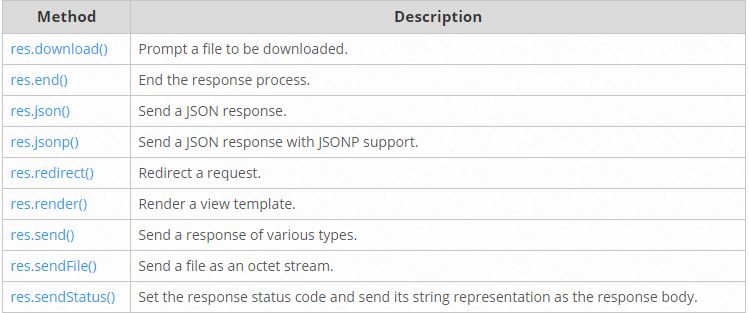 Method Description
res.download() Prompt a file to be downloaded.
res.end() End the response process.
res.json() Send a JSON response.
res.jsonp() Send a JSON response with JSONP support.
res.redirect() Redirect a request.
res.render() Render a view template.
res.send() Send a response of various types.
res.sendFile() Send a file as an octet stream.
res.sendStatus() Set the response status code and send its string representation as the response body.